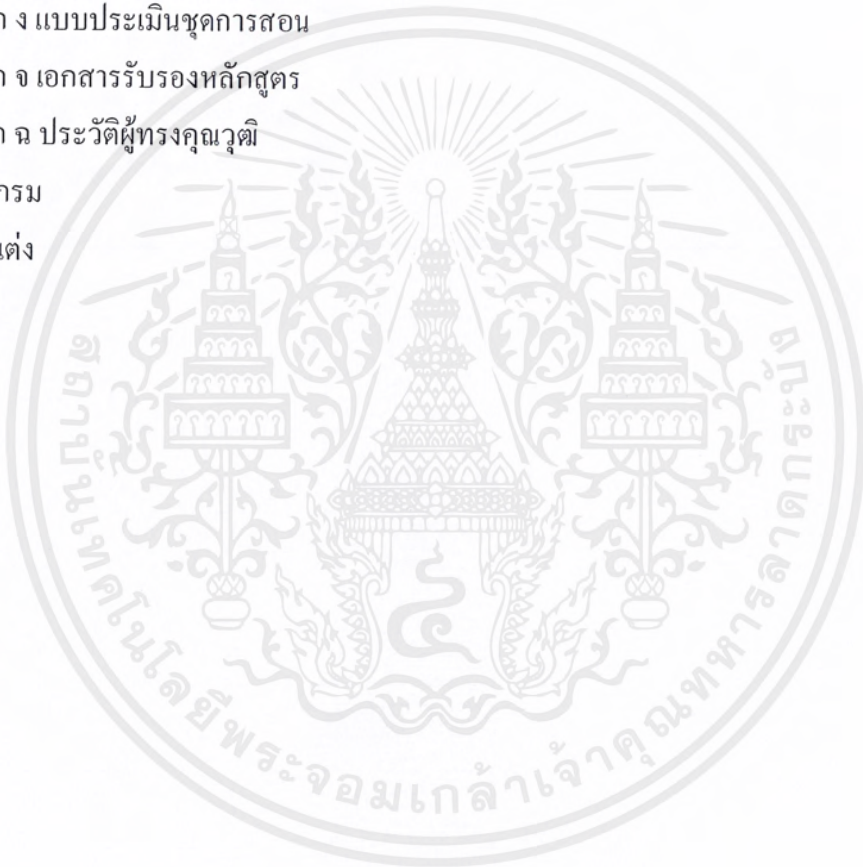 ก ง แบบประเมินชุดการสอน
ก จ เอกสารรับรองหลักสูตร
ก ฉ ประวัติผู้ทรงคุณวุฒิ
กรม
แต่ง
สถาบันเทคโนโลยีพระจอมเกล้าเจ้าคุณทหารลาดกระบัง